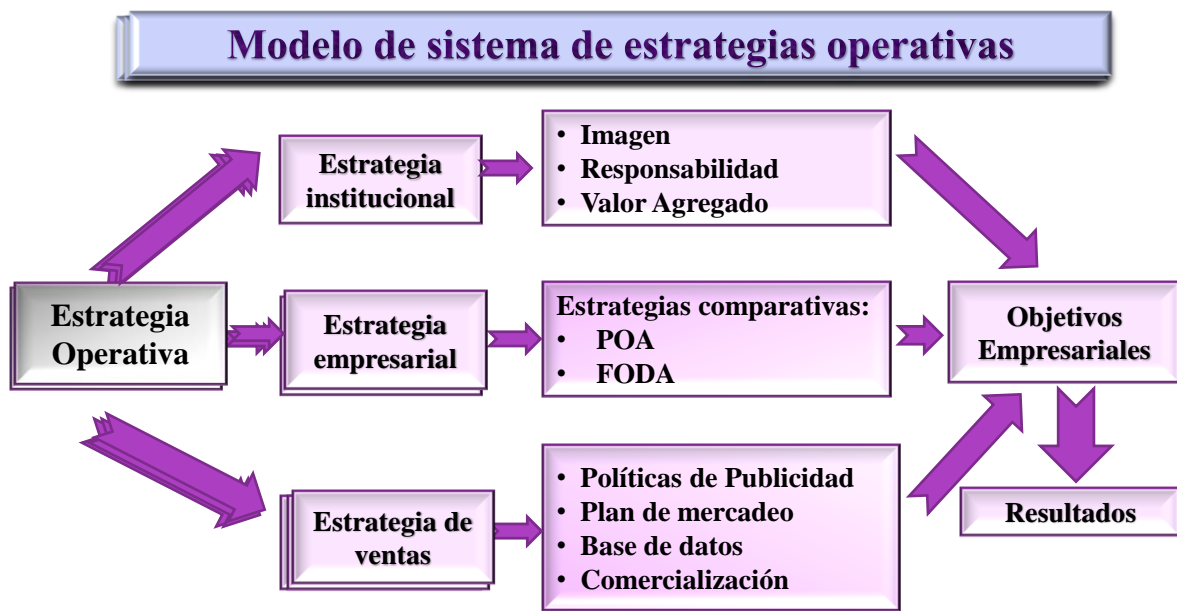 Modelo de sistema de estrategias operativas
Estrategia
institucional
• Imagen
• Responsabilidad
• Valor Agregado
Estrategia
Operativa
Estrategia
empresarial
Estrategias comparativas:
• POA
• FODA
Objetivos
Empresariales
Estrategia de
ventas
• Políticas de Publicidad
• Plan de mercadeo
• Base de datos
• Comercialización
Resultados